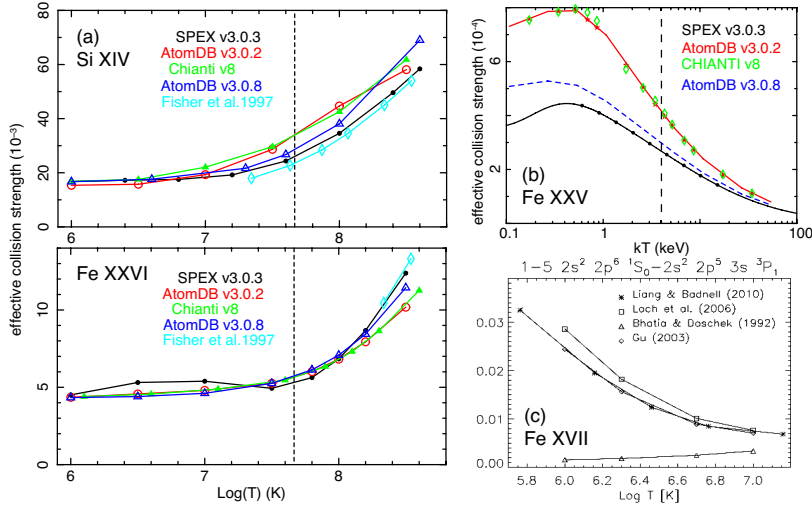 (a)
Si XIV
SPEX v3.0.3
AtomDB v3.0.2
Chianti v8
AtomDB v3.0.8
Fisher et al.1997
80
60
40
20
0
6
7
8
effective collision strength (10⁻³)
Fe XXVI
SPEX v3.0.3
AtomDB v3.0.2
Chianti v8
AtomDB v3.0.8
Fisher et al.1997
10
5
0
6
7
8
Log(T) (K)
SPEX v3.0.3
AtomDB v3.0.2
CHIANTI v8
AtomDB v3.0.8
effective collision strength (10⁻⁴)
6
4
2
(b)
Fe XXV
0.1
1
10
100
kT (keV)
1−5 2s² 2p⁶ ¹S₀−2s² 2p⁵ 3s ³P₁
Liang & Badnell (2010)
Loch et al. (2006)
Bhatia & Doschek (1992)
Gu (2003)
0.03
0.02
0.01
0.00
(c)
Fe XVII
5.8
6.0
6.2
6.4
6.6
6.8
7.0
Log T [K]